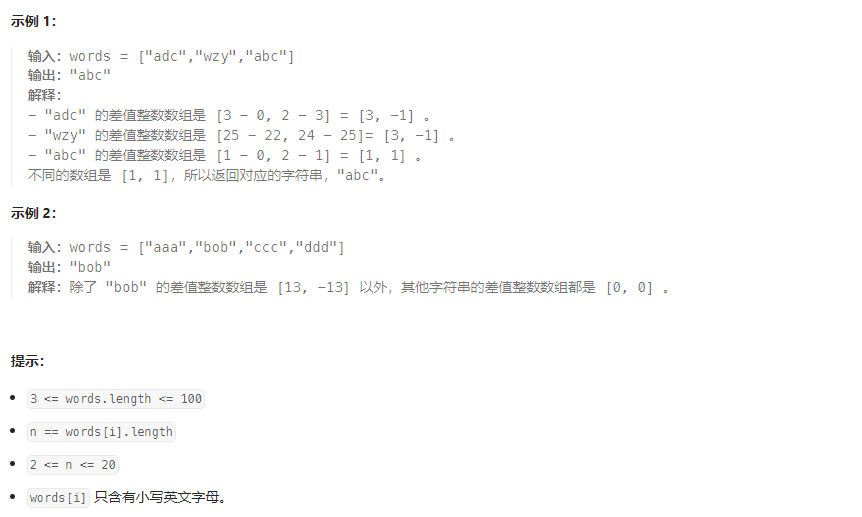 示例 1：
输入：words = ["adc","wzy","abc"]
输出："abc"
解释：
- "adc" 的差值整数数组是 [3 - 0, 2 - 3] = [3, -1] 。
- "wzy" 的差值整数数组是 [25 - 22, 24 - 25]= [3, -1] 。
- "abc" 的差值整数数组是 [1 - 0, 2 - 1] = [1, 1] 。
不同的数组是 [1, 1]，所以返回对应的字符串，"abc"。
示例 2：
输入：words = ["aaa","bob","ccc","ddd"]
输出："bob"
解释：除了 "bob" 的差值整数数组是 [13, -13] 以外，其他字符串的差值整数数组都是 [0, 0] 。
提示：
• 3 <= words.length <= 100
• n == words[i].length
• 2 <= n <= 20
• words[i] 只含有小写英文字母。